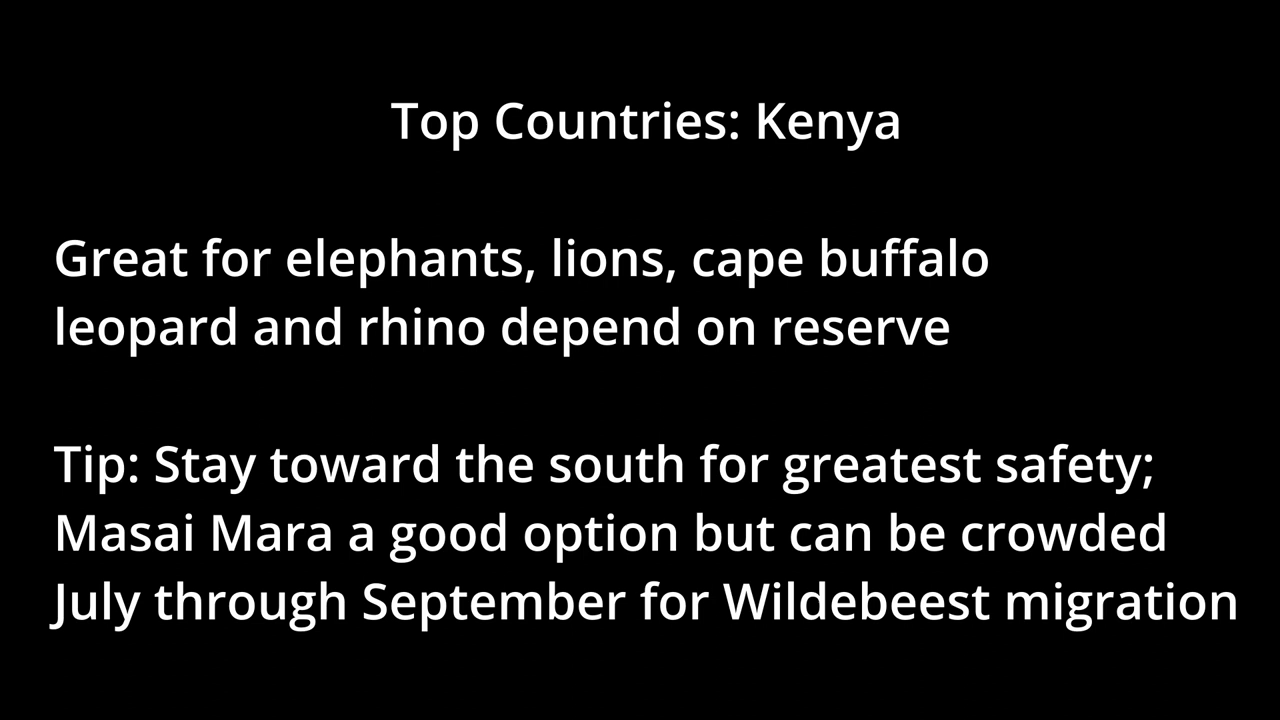 Top Countries: Kenya
Great for elephants, lions, cape buffalo
leopard and rhino depend on reserve
Tip: Stay toward the south for greatest safety;
Masai Mara a good option but can be crowded
July through September for Wildebeest migration